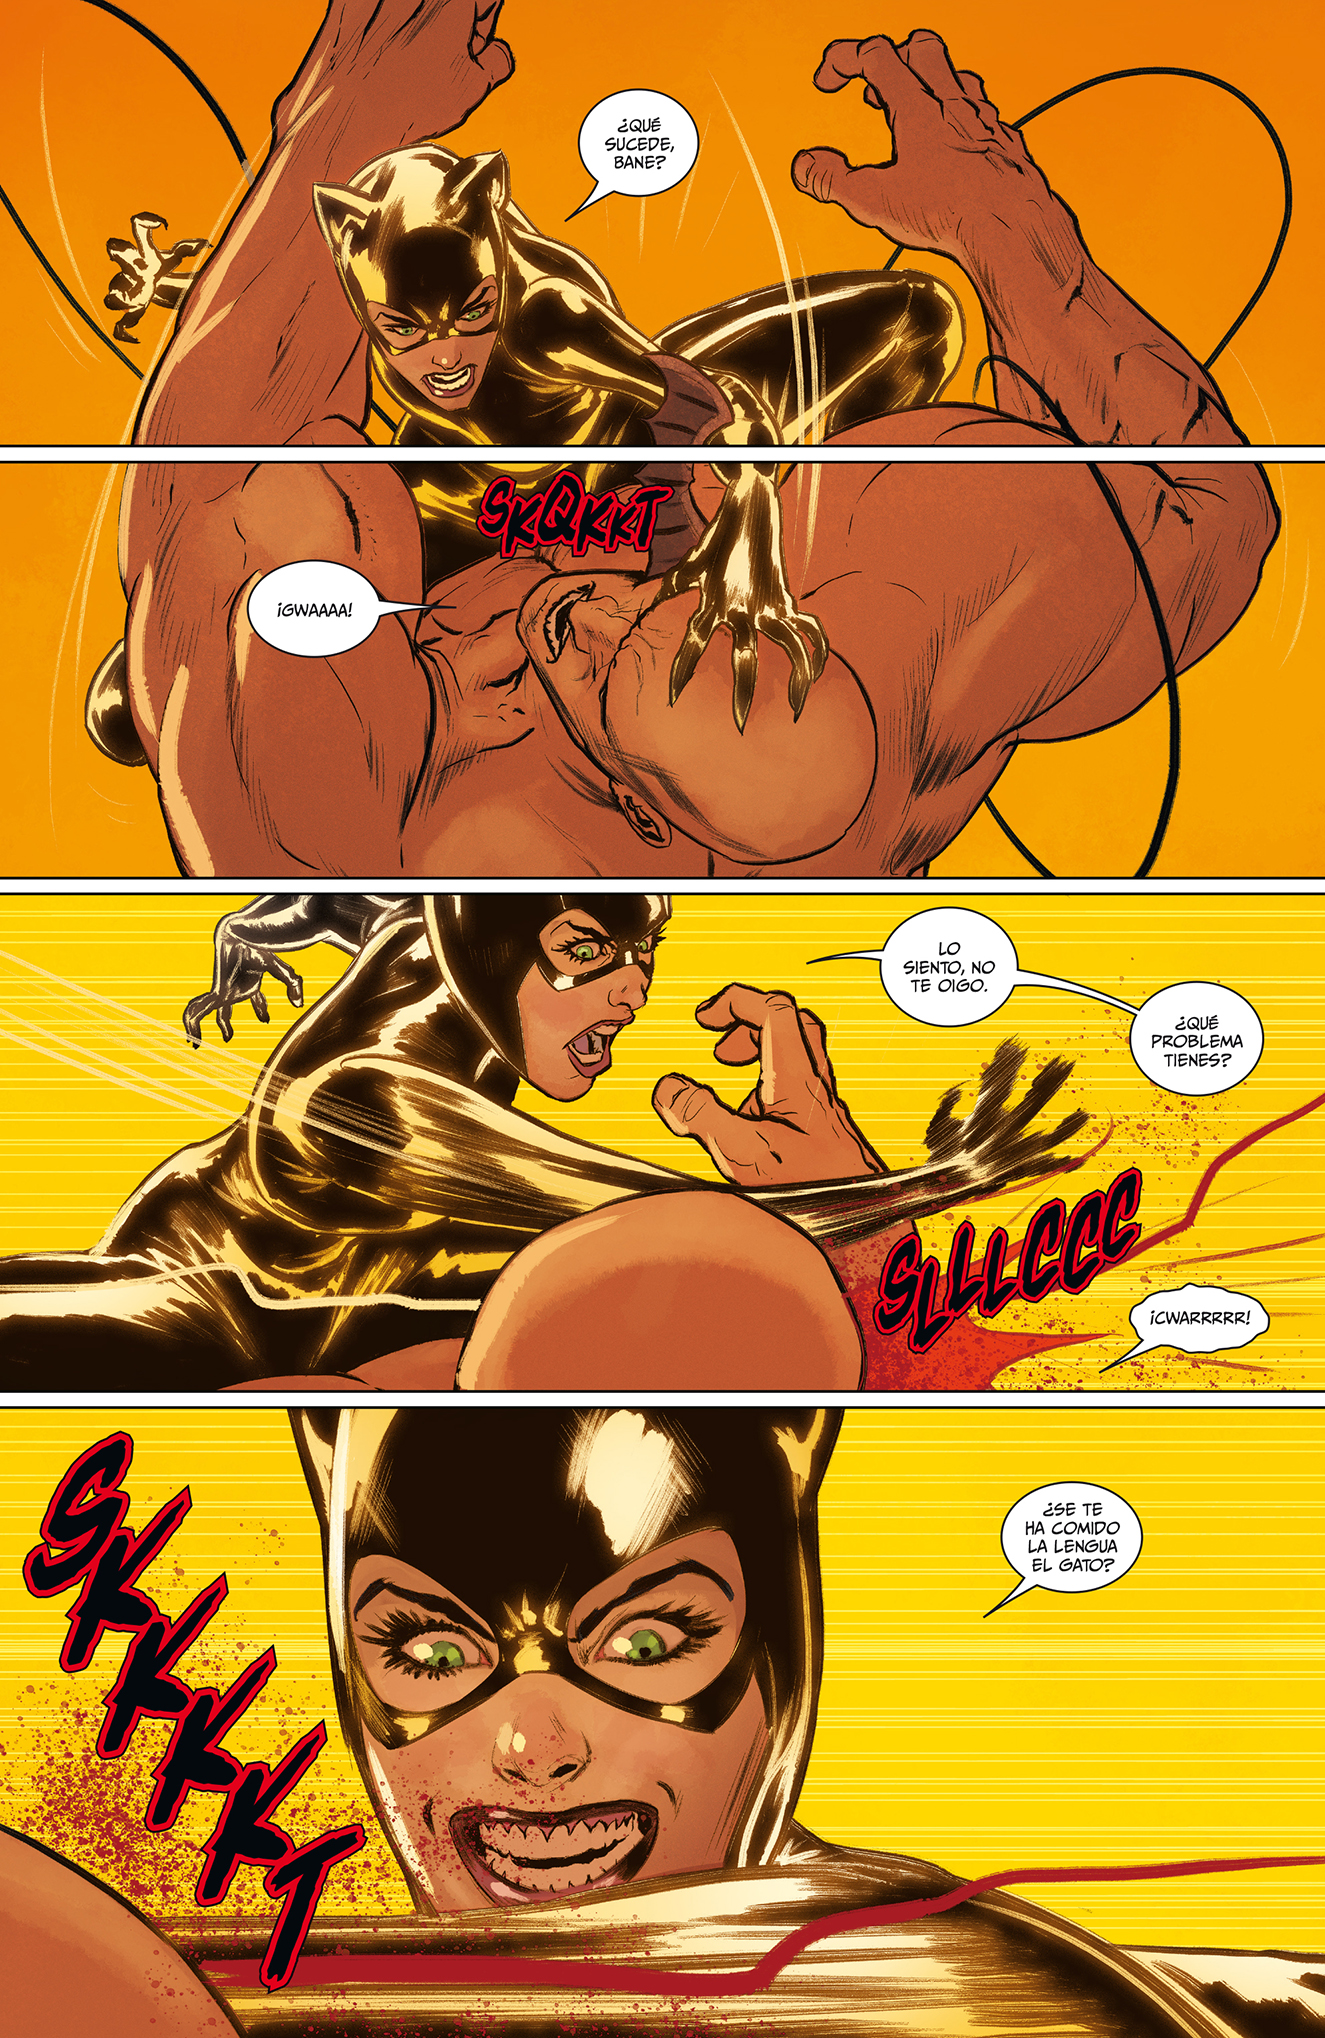 ¿QUÉ
SUCEDE,
BANE?
SKQKKT
¡GWAAAA!
LO
SIENTO, NO
TE OIGO.
¿QUÉ
PROBLEMA
TIENES?
SLLLCCC
¡CWARRRRR!
SKKKKT
¿SE TE
HA COMIDO
LA LENGUA
EL GATO?